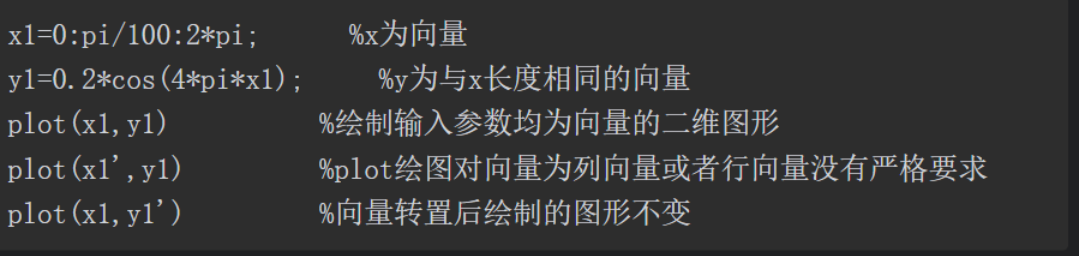 x1=0:pi/100:2*pi;      %x为向量
y1=0.2*cos(4*pi*x1);     %y为与x长度相同的向量
plot(x1,y1)          %绘制输入参数均为向量的二维图形
plot(x1',y1)         %plot绘图对向量为列向量或者行向量没有严格要求
plot(x1,y1')         %向量转置后绘制的图形不变